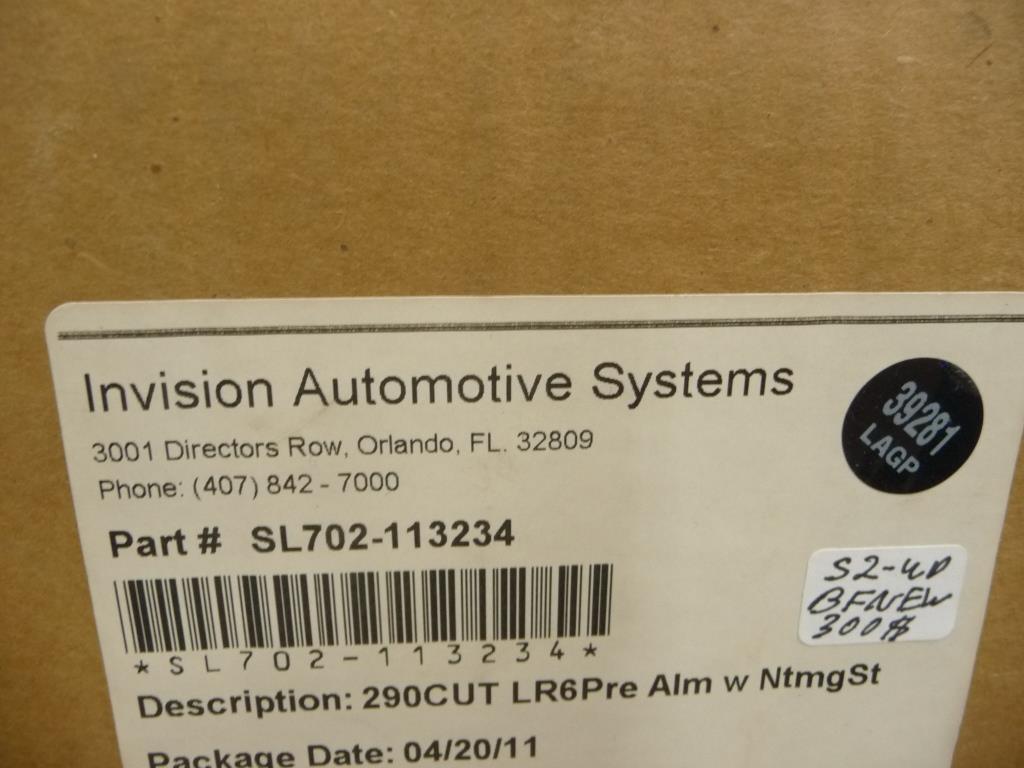 Invision Automotive Systems
3001 Directors Row, Orlando, FL. 32809
Phone: (407) 842 - 7000
39281
LAGP
Part # SL702-113234
*SL702-113234*
S2-UP
BFNEW
300$
Description: 290CUT LR6Pre Alm w NtmgSt
Package Date: 04/20/11